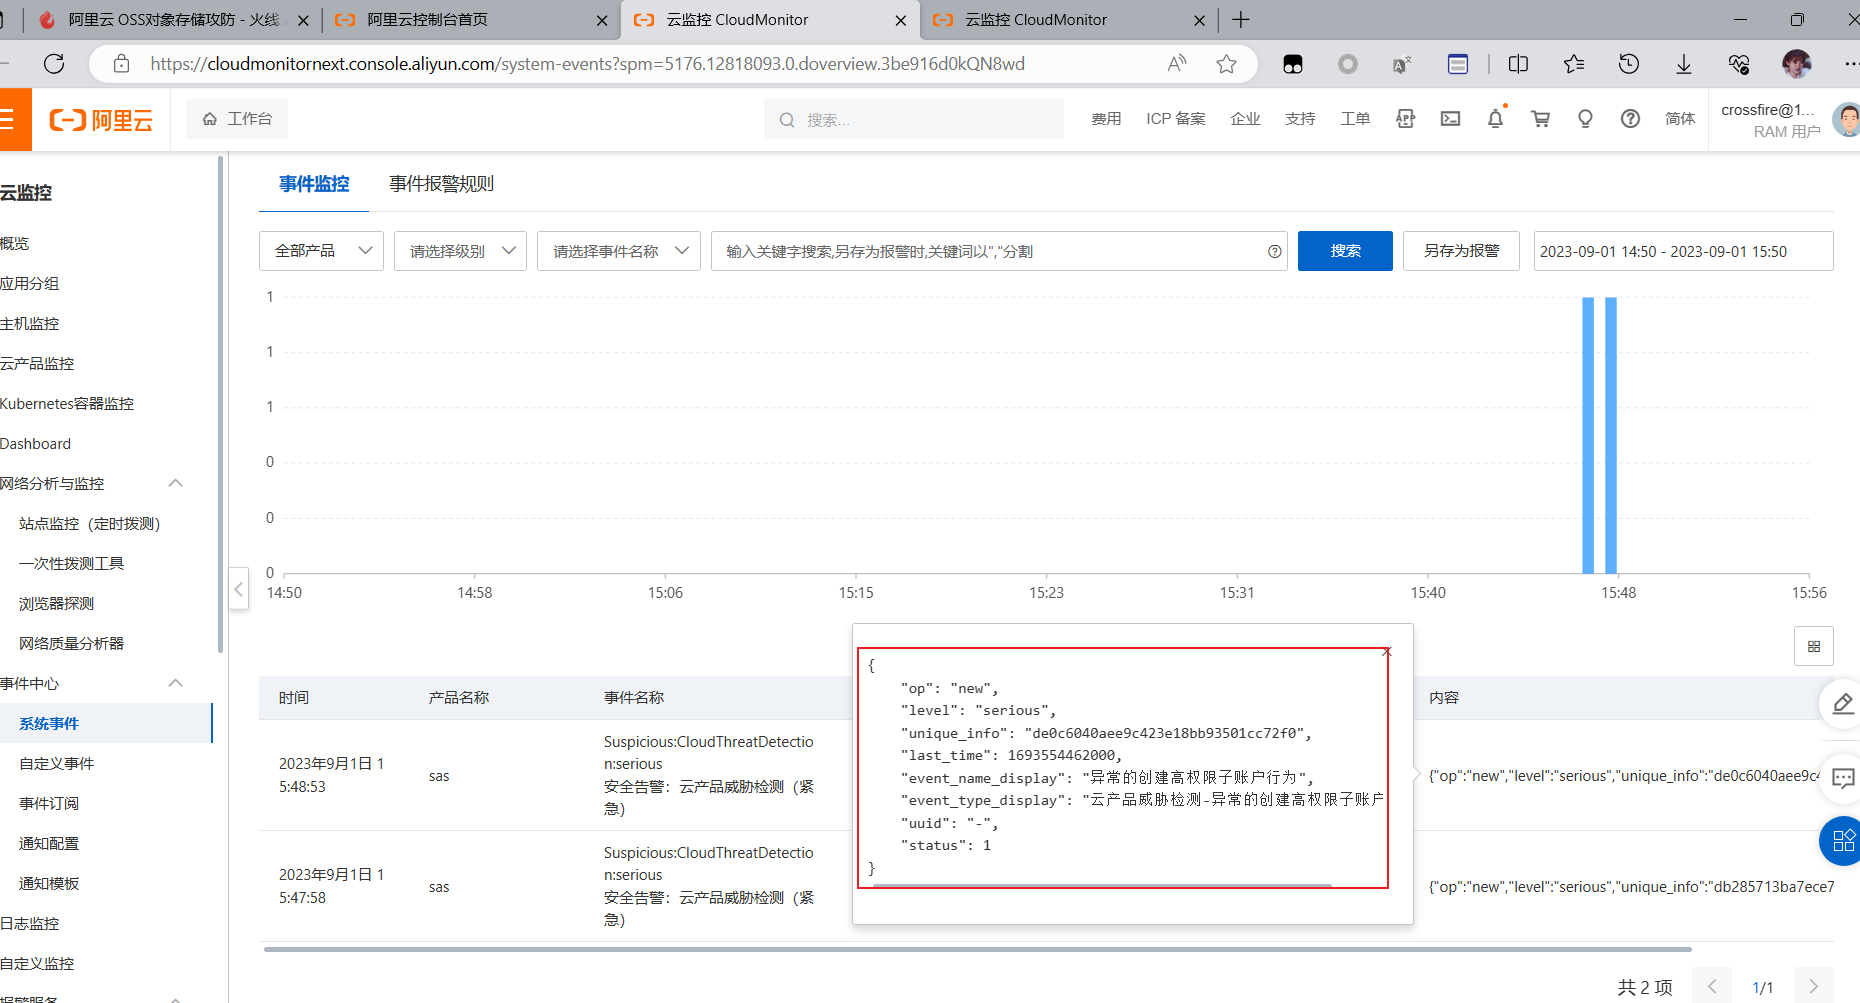 阿里云 OSS对象存储攻防 - 火线
阿里云控制台首页
云监控 CloudMonitor
云监控 CloudMonitor
https://cloudmonitornext.console.aliyun.com/system-events?spm=5176.12818093.0.doverview.3be916d0kQN8wd
阿里云
工作台
搜索...
费用
ICP 备案
企业
支持
工单
简体
crossfire@1...
RAM 用户
云监控
概览
应用分组
主机监控
云产品监控
Kubernetes容器监控
Dashboard
网络分析与监控
站点监控（定时拨测）
一次性拨测工具
浏览器探测
网络质量分析器
事件中心
系统事件
自定义事件
事件订阅
通知配置
通知模板
日志监控
自定义监控
报警服务
事件监控
事件报警规则
全部产品
请选择级别
请选择事件名称
输入关键字搜索,另存为报警时,关键词以","分割
搜索
另存为报警
2023-09-01 14:50 - 2023-09-01 15:50
1
1
1
0
0
0
14:50
14:58
15:06
15:15
15:23
15:31
15:40
15:48
15:56
时间
产品名称
事件名称
内容
2023年9月1日 1
5:48:53
sas
Suspicious:CloudThreatDetectio
n:serious
安全告警：云产品威胁检测（紧
急）
{"op":"new","level":"serious","unique_info":"de0c6040aee9c4
2023年9月1日 1
5:47:58
sas
Suspicious:CloudThreatDetectio
n:serious
安全告警：云产品威胁检测（紧
急）
{"op":"new","level":"serious","unique_info":"db285713ba7ece7
{
"op": "new",
"level": "serious",
"unique_info": "de0c6040aee9c423e18bb93501cc72f0",
"last_time": 1693554462000,
"event_name_display": "异常的创建高权限子账户行为",
"event_type_display": "云产品威胁检测-异常的创建高权限子账户
"uuid": "-",
"status": 1
}
共 2 项
1/1